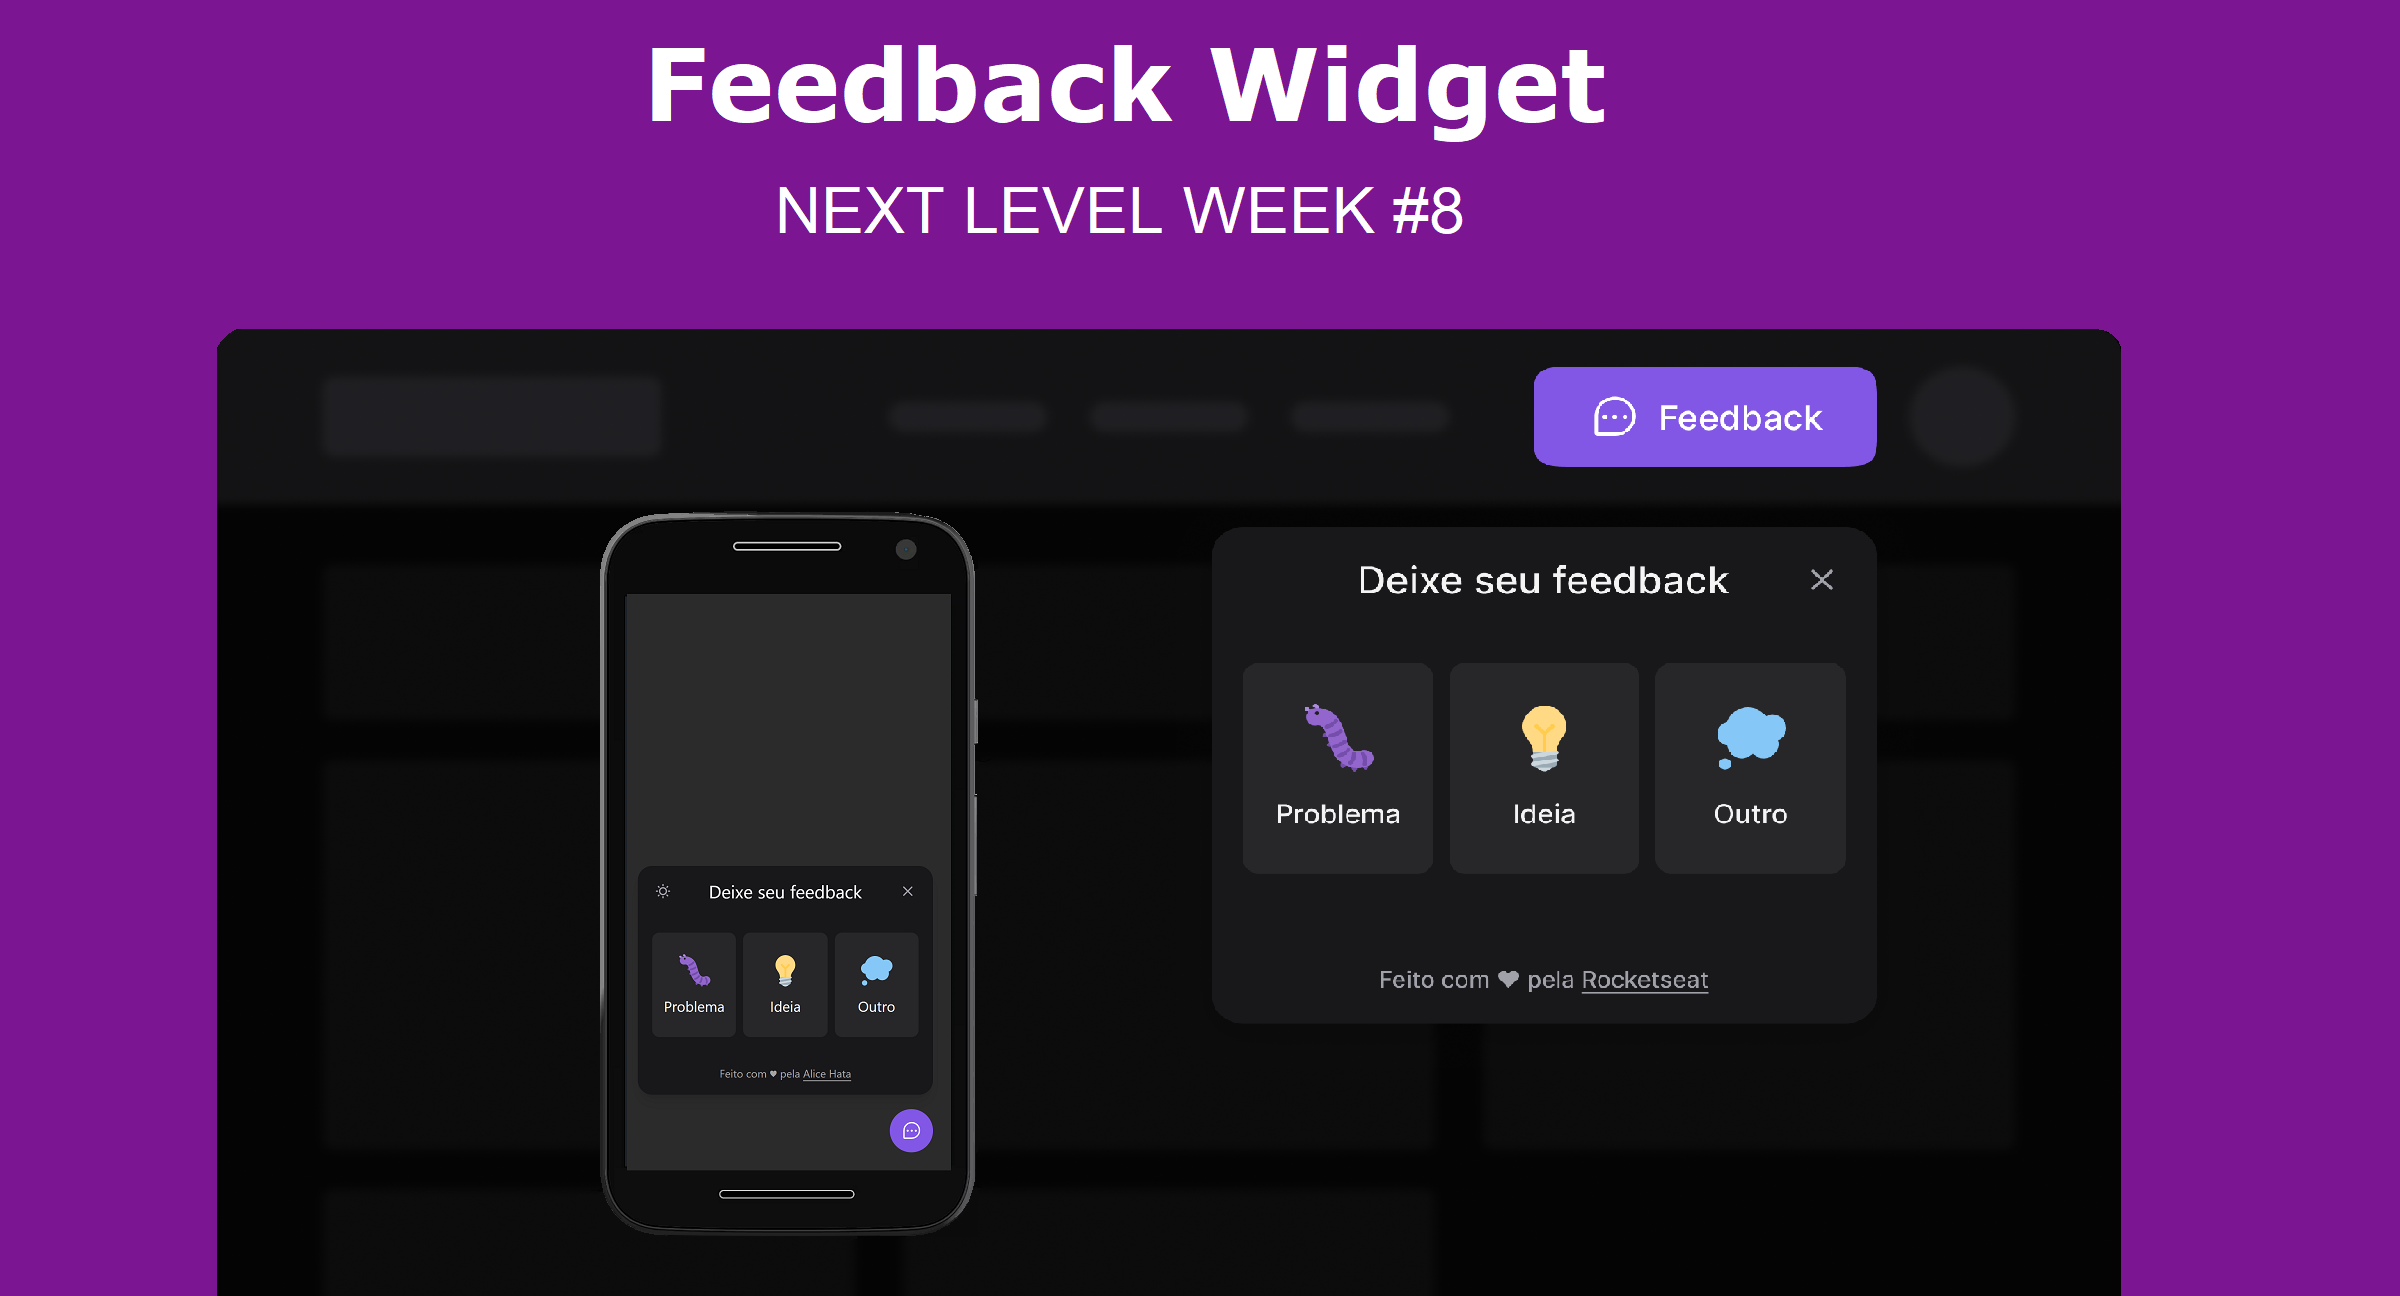 Feedback Widget
NEXT LEVEL WEEK #8
Feedback
Deixe seu feedback
Problema
Ideia
Outro
Feito com ♥ pela Rocketseat
Deixe seu feedback
Problema
Ideia
Outro
Feito com ♥ pela Alice Hata